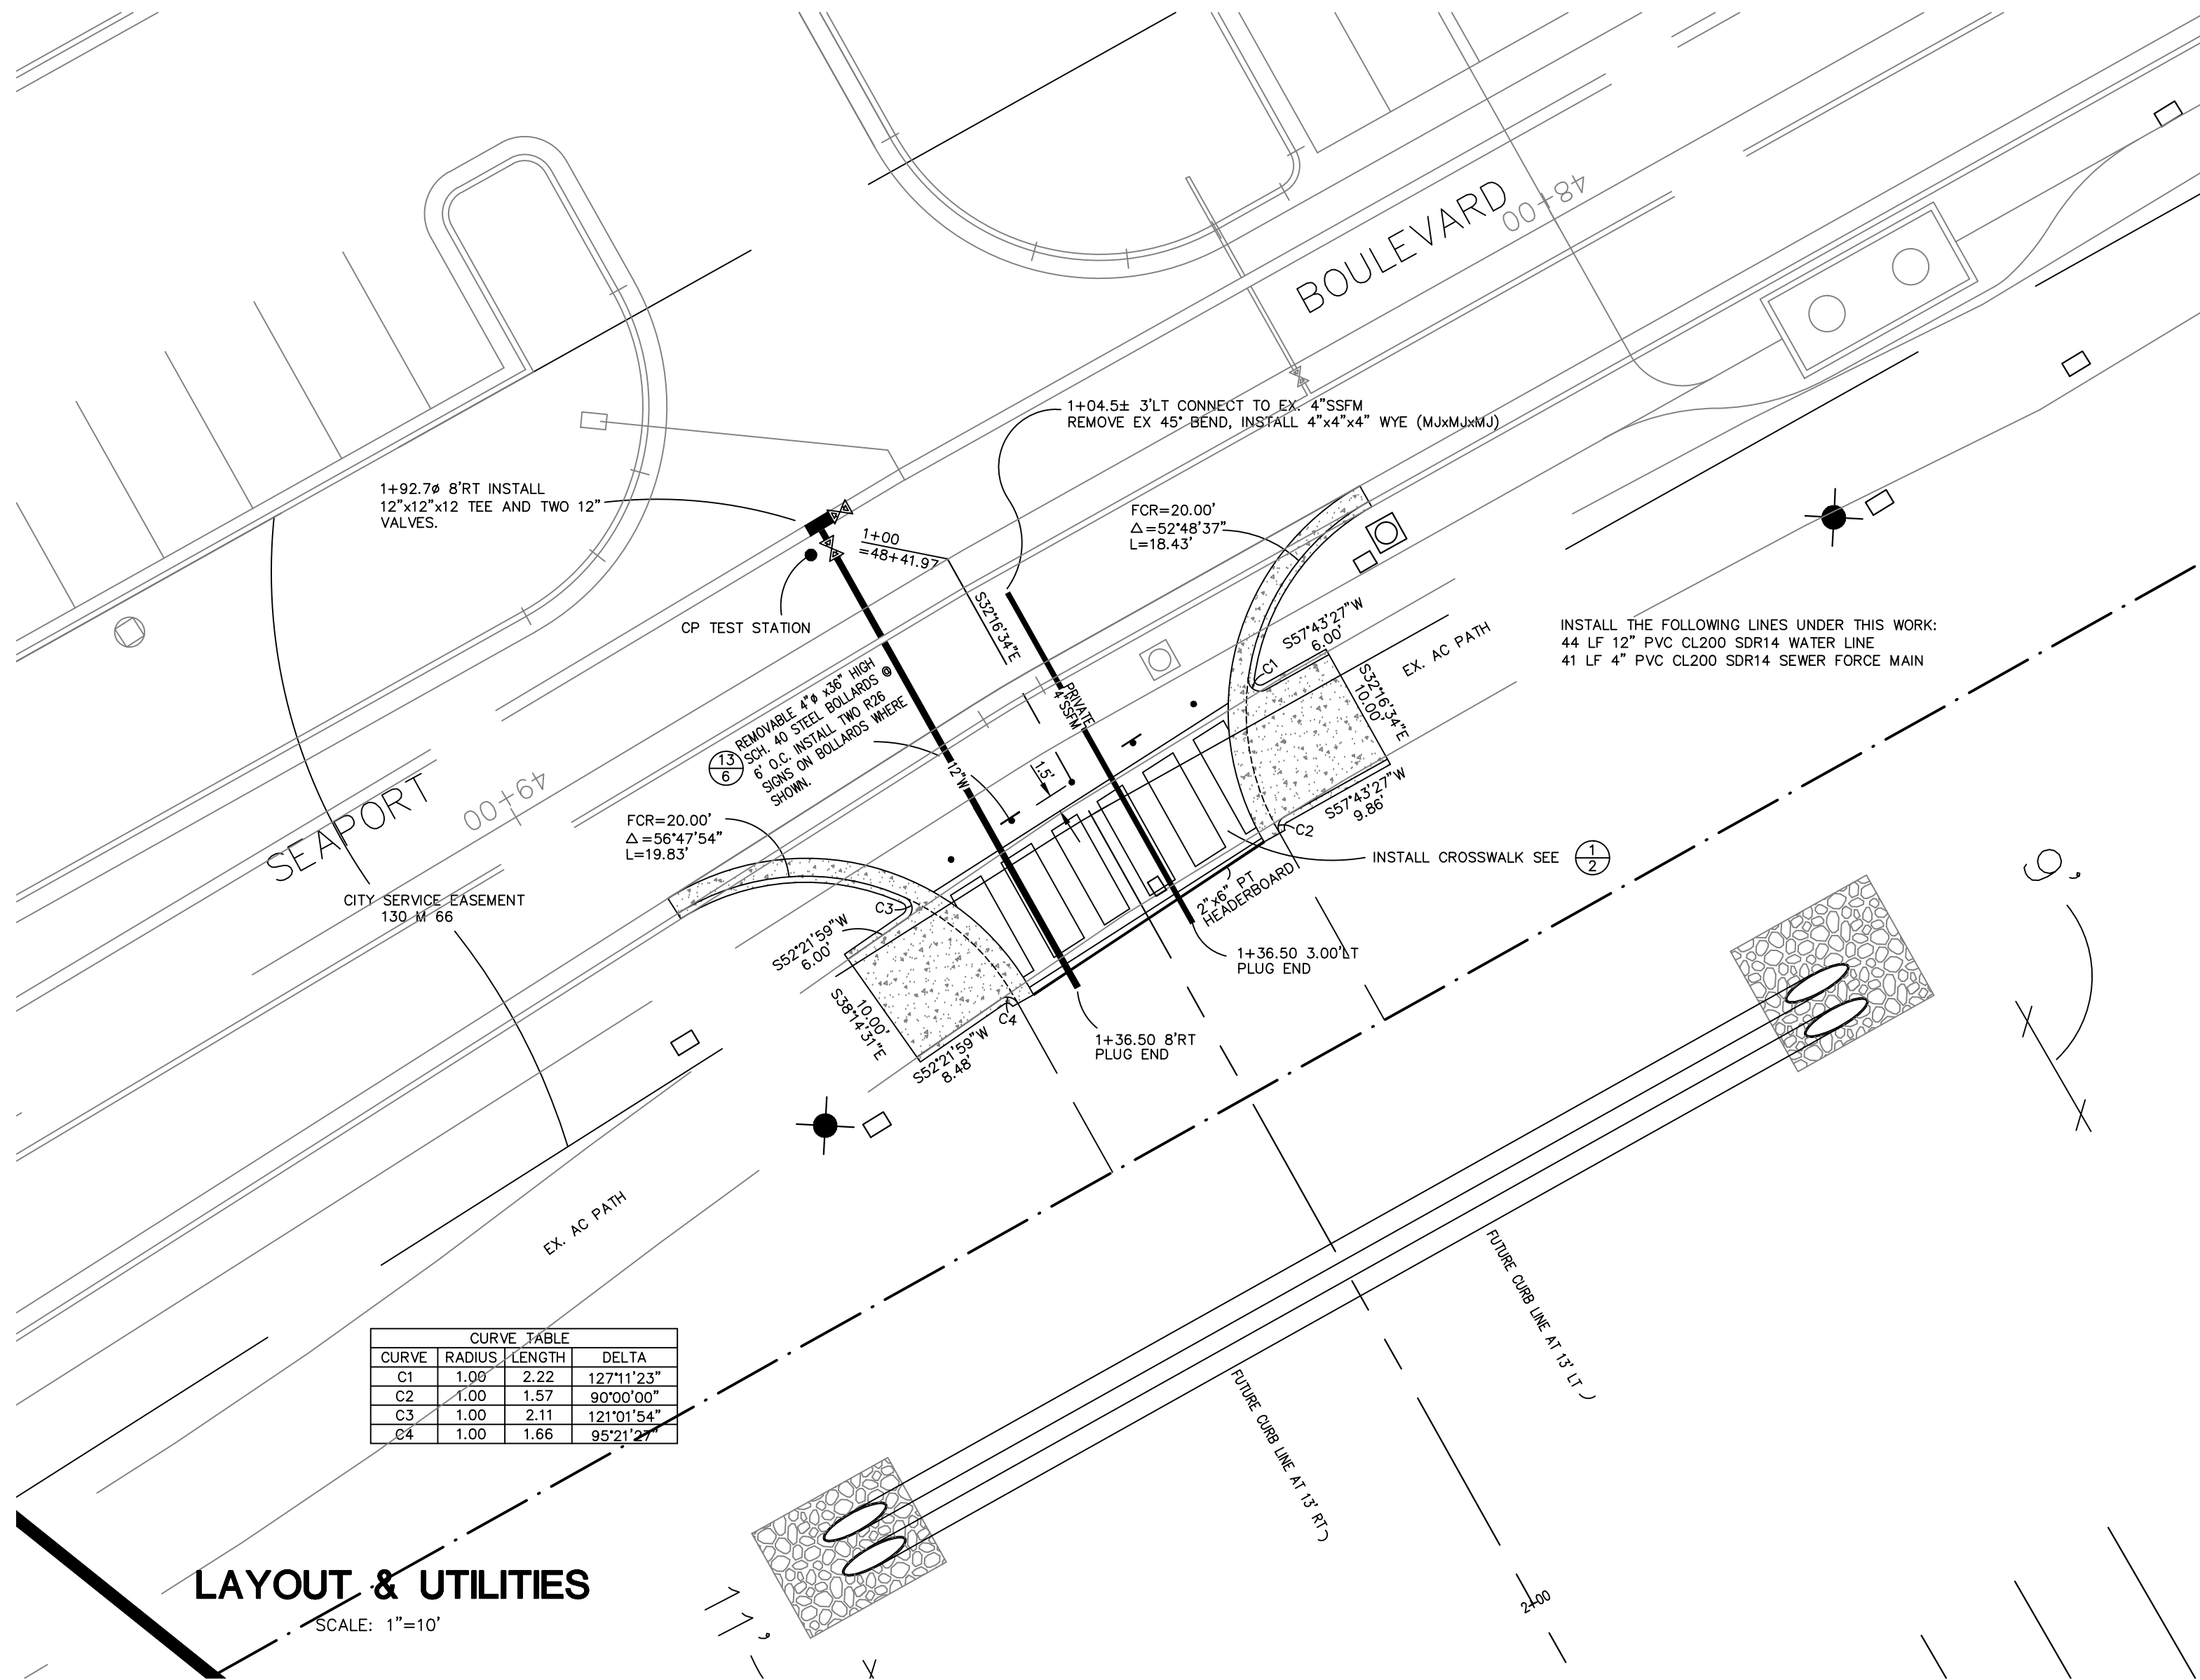 BOULEVARD
48+00
1+04.5± 3'LT CONNECT TO EX. 4"SSFM
REMOVE EX 45° BEND, INSTALL 4"x4"x4" WYE (MJxMJxMJ)
1+92.7ø 8'RT INSTALL
12"x12"x12 TEE AND TWO 12"
VALVES.
FCR=20.00'
Δ=52°48'37"
L=18.43'
1+00
=48+41.97
S32°16'34"E
CP TEST STATION
INSTALL THE FOLLOWING LINES UNDER THIS WORK:
44 LF 12" PVC CL200 SDR14 WATER LINE
41 LF 4" PVC CL200 SDR14 SEWER FORCE MAIN
S57°43'27"W
6.00'
C1
EX. AC PATH
S32°16'34"E
10.00'
PRIVATE
4"SSFM
REMOVABLE 4"ø x36" HIGH
SCH. 40 STEEL BOLLARDS @
6' O.C. INSTALL TWO R26
SIGNS ON BOLLARDS WHERE
SHOWN.
13
6
12"W
1.5'
S57°43'27"W
9.86'
C2
SEAPORT
49+00
FCR=20.00'
Δ=56°47'54"
L=19.83'
INSTALL CROSSWALK SEE
1
2
2"x6" PT
HEADERBOARD
CITY SERVICE EASEMENT
130 M 66
C3
S52°21'59"W
6.00'
1+36.50 3.00'LT
PLUG END
10.00'
S38°14'31"E
C4
S52°21'59"W
8.48'
1+36.50 8'RT
PLUG END
9'
EX. AC PATH
FUTURE CURB LINE AT 13' LT
FUTURE CURB LINE AT 13' RT
CURVE TABLE
CURVE RADIUS LENGTH DELTA
C1 1.00 2.22 127°11'23"
C2 1.00 1.57 90°00'00"
C3 1.00 2.11 121°01'54"
C4 1.00 1.66 95°21'27"
LAYOUT & UTILITIES
SCALE: 1"=10'
11'
2+00